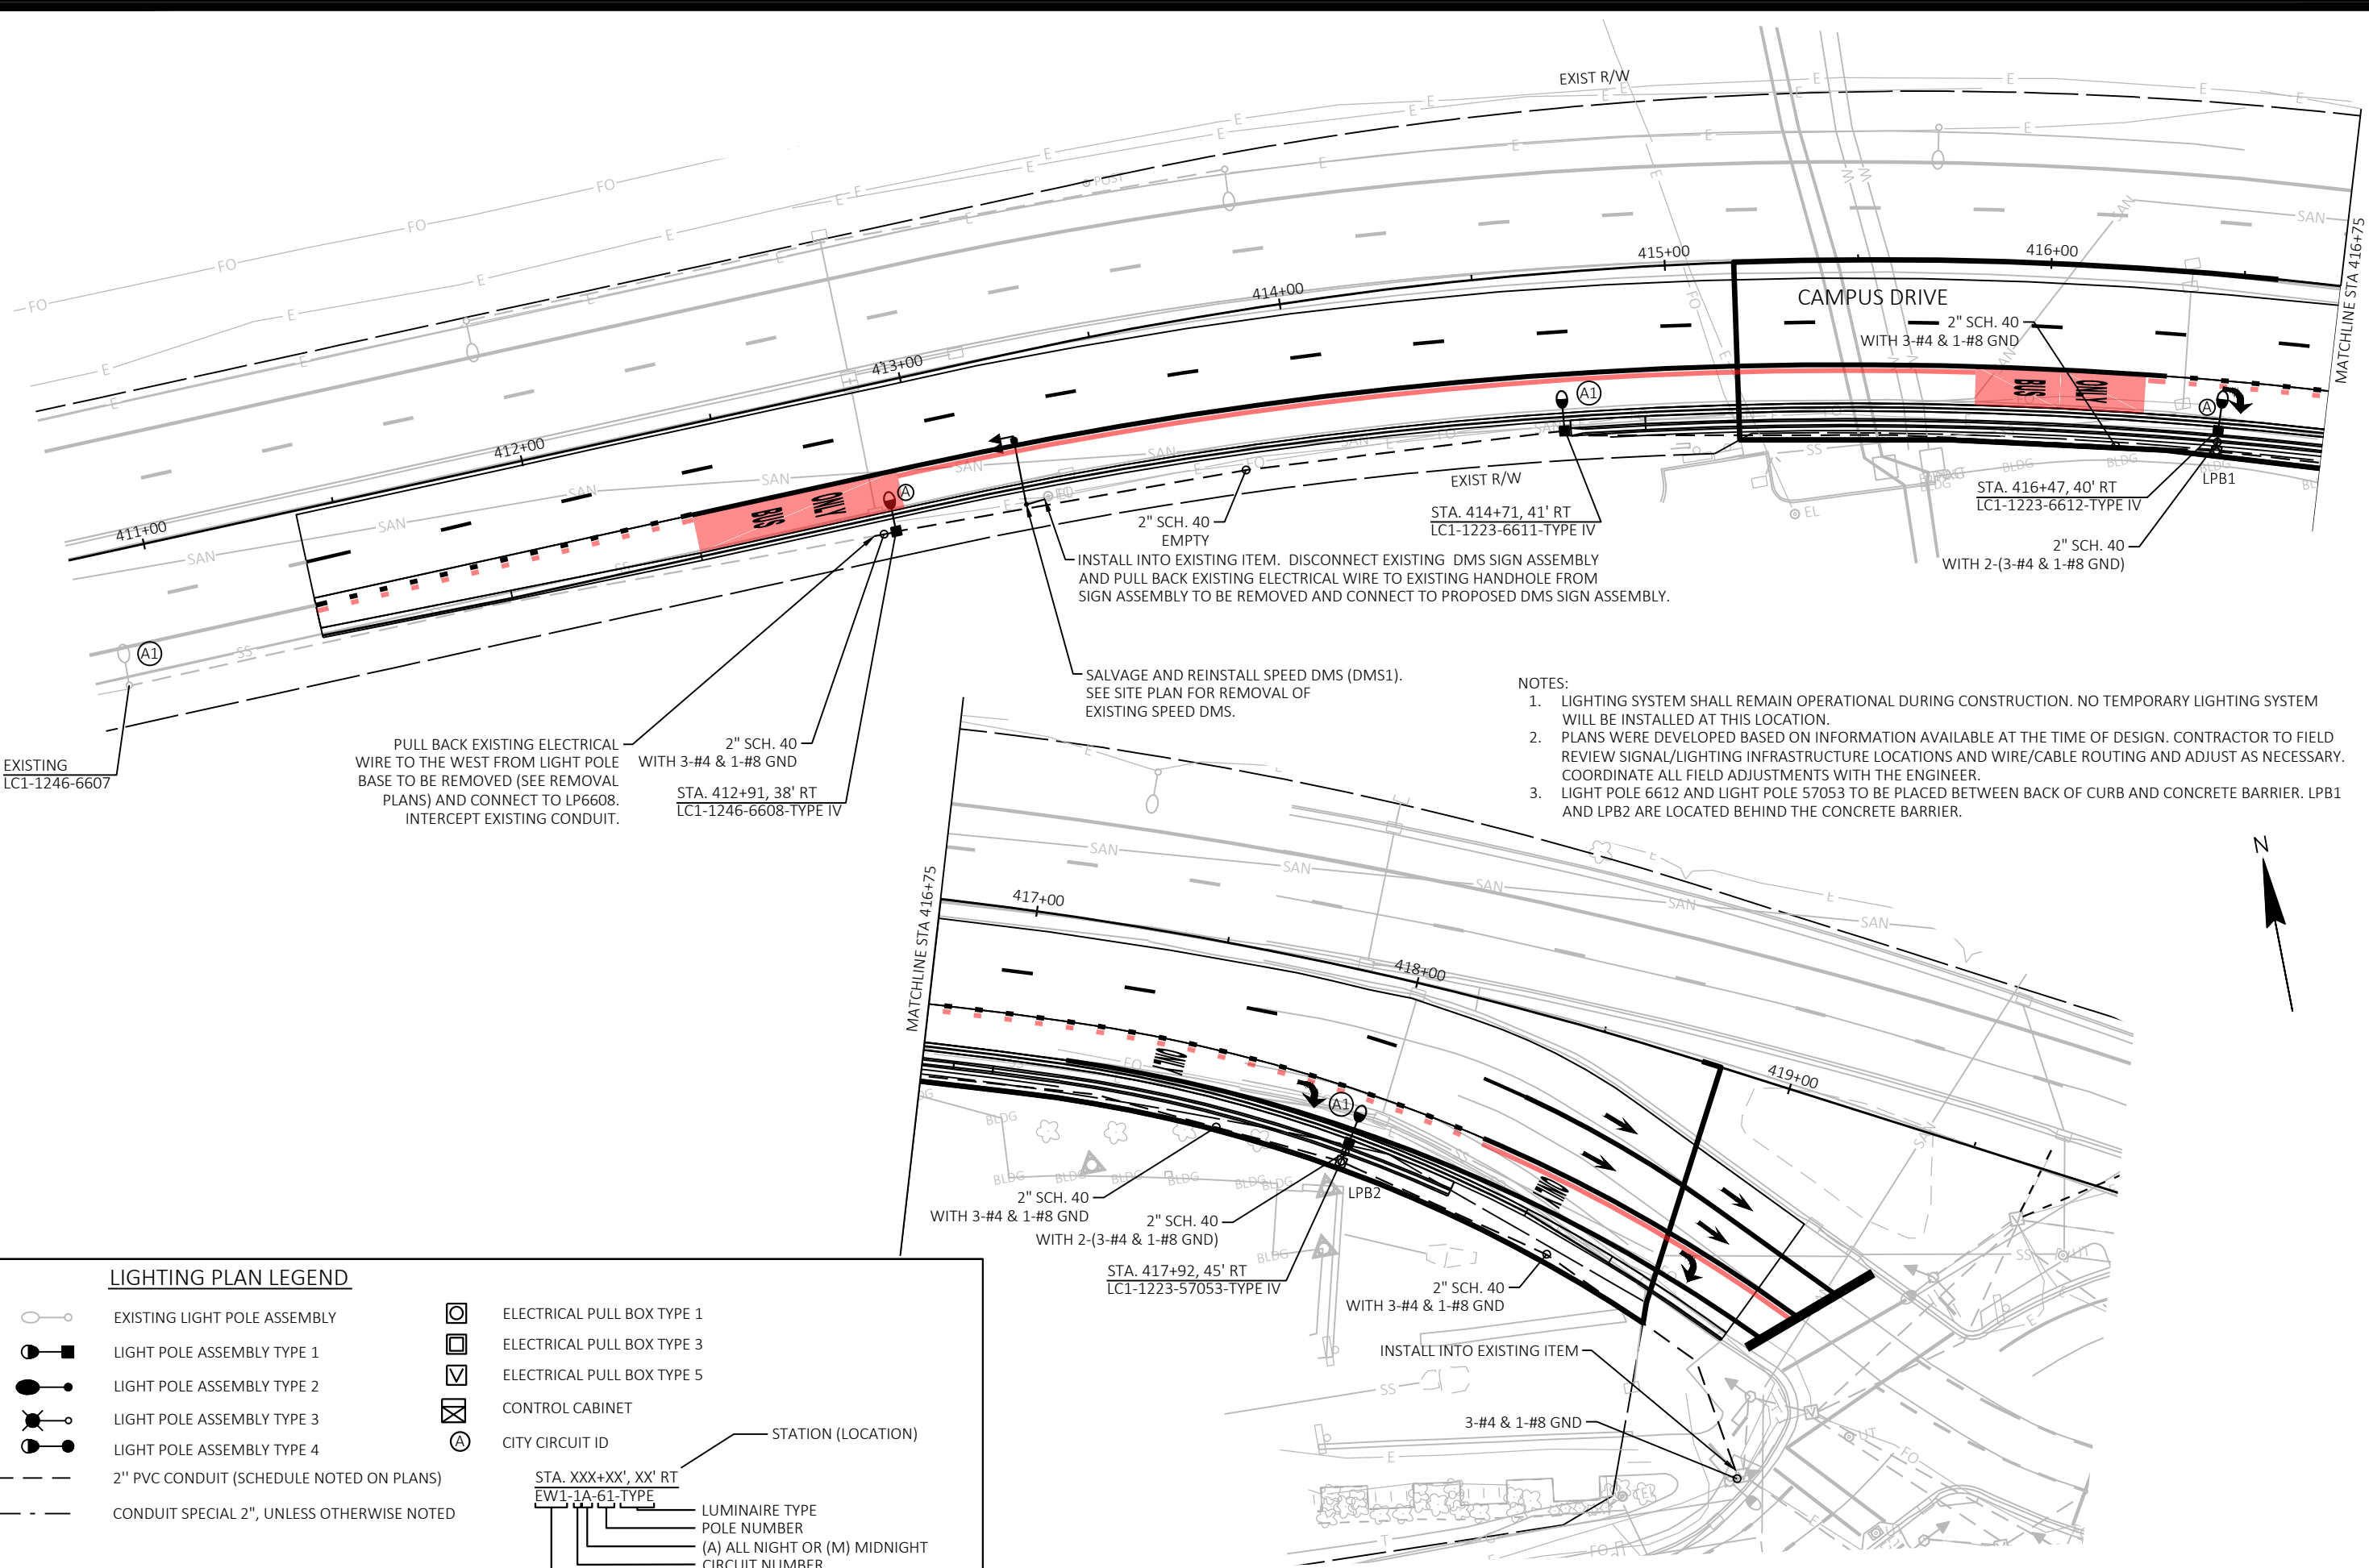 EXIST R/W
MATCHLINE STA 416+75
411+00
412+00
413+00
414+00
415+00
416+00
CAMPUS DRIVE
2" SCH. 40
WITH 3-#4 & 1-#8 GND
A1
A
BUS
ONLY
BUS
ONLY
A
A1
POST
EL
EL
EXIST R/W
2" SCH. 40
EMPTY
STA. 414+71, 41' RT
LC1-1223-6611-TYPE IV
STA. 416+47, 40' RT
LC1-1223-6612-TYPE IV
LPB1
2" SCH. 40
WITH 2-(3-#4 & 1-#8 GND)
INSTALL INTO EXISTING ITEM. DISCONNECT EXISTING DMS SIGN ASSEMBLY
AND PULL BACK EXISTING ELECTRICAL WIRE TO EXISTING HANDHOLE FROM
SIGN ASSEMBLY TO BE REMOVED AND CONNECT TO PROPOSED DMS SIGN ASSEMBLY.
SALVAGE AND REINSTALL SPEED DMS (DMS1).
SEE SITE PLAN FOR REMOVAL OF
EXISTING SPEED DMS.
EXISTING
LC1-1246-6607
PULL BACK EXISTING ELECTRICAL
WIRE TO THE WEST FROM LIGHT POLE
BASE TO BE REMOVED (SEE REMOVAL
PLANS) AND CONNECT TO LP6608.
INTERCEPT EXISTING CONDUIT.
2" SCH. 40
WITH 3-#4 & 1-#8 GND
STA. 412+91, 38' RT
LC1-1246-6608-TYPE IV
NOTES:
1. LIGHTING SYSTEM SHALL REMAIN OPERATIONAL DURING CONSTRUCTION. NO TEMPORARY LIGHTING SYSTEM
WILL BE INSTALLED AT THIS LOCATION.
2. PLANS WERE DEVELOPED BASED ON INFORMATION AVAILABLE AT THE TIME OF DESIGN. CONTRACTOR TO FIELD
REVIEW SIGNAL/LIGHTING INFRASTRUCTURE LOCATIONS AND WIRE/CABLE ROUTING AND ADJUST AS NECESSARY.
COORDINATE ALL FIELD ADJUSTMENTS WITH THE ENGINEER.
3. LIGHT POLE 6612 AND LIGHT POLE 57053 TO BE PLACED BETWEEN BACK OF CURB AND CONCRETE BARRIER. LPB1
AND LPB2 ARE LOCATED BEHIND THE CONCRETE BARRIER.
N
MATCHLINE STA 416+75
417+00
418+00
419+00
ONLY
A1
ONLY
LPB2
2" SCH. 40
WITH 3-#4 & 1-#8 GND
2" SCH. 40
WITH 2-(3-#4 & 1-#8 GND)
STA. 417+92, 45' RT
LC1-1223-57053-TYPE IV
2" SCH. 40
WITH 3-#4 & 1-#8 GND
INSTALL INTO EXISTING ITEM
3-#4 & 1-#8 GND
LIGHTING PLAN LEGEND
EXISTING LIGHT POLE ASSEMBLY
LIGHT POLE ASSEMBLY TYPE 1
LIGHT POLE ASSEMBLY TYPE 2
LIGHT POLE ASSEMBLY TYPE 3
LIGHT POLE ASSEMBLY TYPE 4
2'' PVC CONDUIT (SCHEDULE NOTED ON PLANS)
CONDUIT SPECIAL 2", UNLESS OTHERWISE NOTED
ELECTRICAL PULL BOX TYPE 1
ELECTRICAL PULL BOX TYPE 3
V ELECTRICAL PULL BOX TYPE 5
CONTROL CABINET
A CITY CIRCUIT ID
STATION (LOCATION)
STA. XXX+XX', XX' RT
EW1-1A-61-TYPE
LUMINAIRE TYPE
POLE NUMBER
(A) ALL NIGHT OR (M) MIDNIGHT
CIRCUIT NUMBER